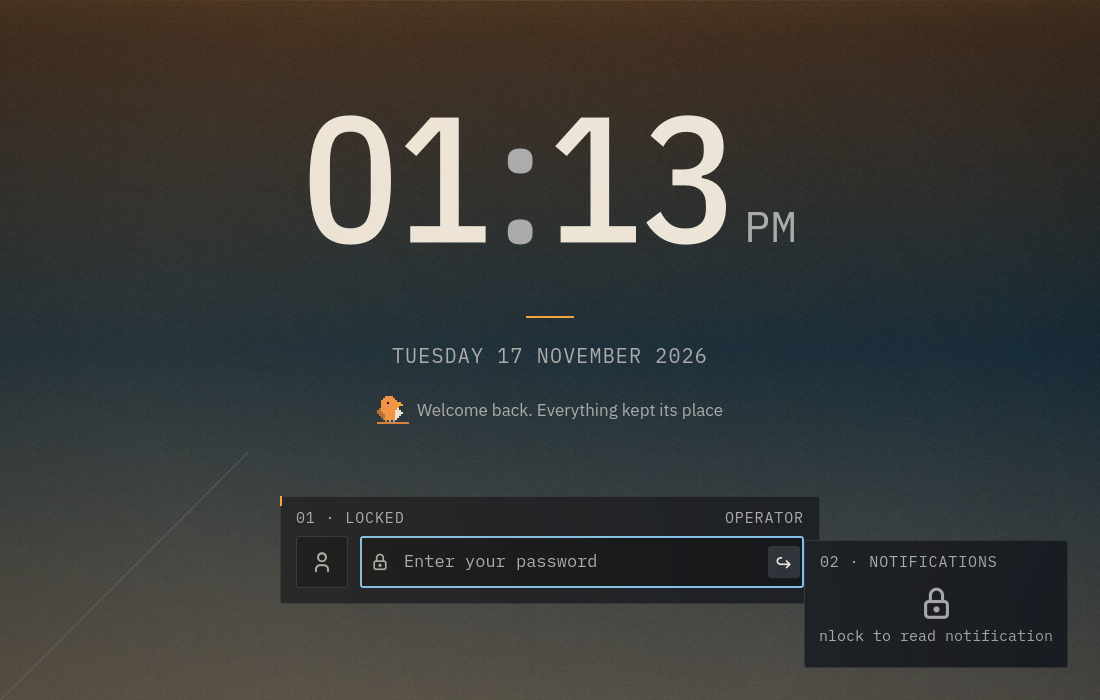 01:13 PM
TUESDAY 17 NOVEMBER 2026
Welcome back. Everything kept its place
01 · LOCKED OPERATOR
Enter your password
02 · NOTIFICATIONS
nlock to read notification